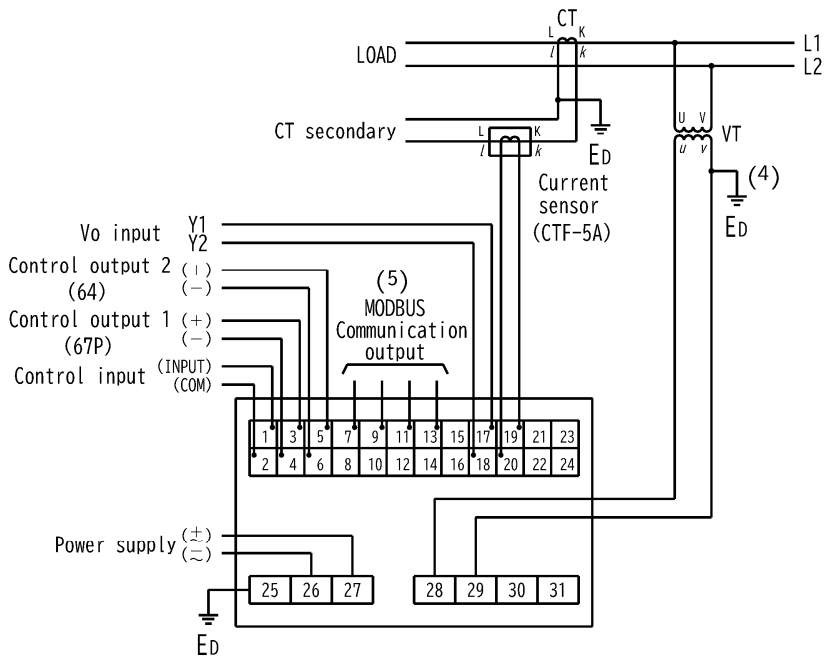 CT
L K
l k
LOAD
L1
L2
CT secondary
L K
l k
ED
Current
sensor
(CTF-5A)
U V
VT
u v
(4)
ED
Vo input
Y1
Y2
Control output 2 (+)
(64) (−)
Control output 1 (+)
(67P) (−)
Control input (INPUT)
(COM)
(5)
MODBUS
Communication
output
1 3 5 7 9 11 13 15 17 19 21 23
2 4 6 8 10 12 14 16 18 20 22 24
Power supply (±)
(−)
(~)
25 26 27
28 29 30 31
ED